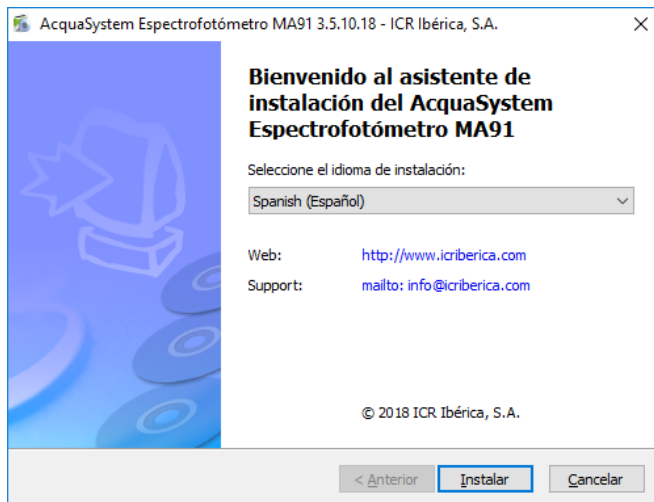 AcquaSystem Espectrofotómetro MA91 3.5.10.18 - ICR Ibérica, S.A.
Bienvenido al asistente de
instalación del AcquaSystem
Espectrofotómetro MA91
Seleccione el idioma de instalación:
Spanish (Español)
Web: http://www.icriberica.com
Support: mailto: info@icriberica.com
© 2018 ICR Ibérica, S.A.
< Anterior Instalar Cancelar